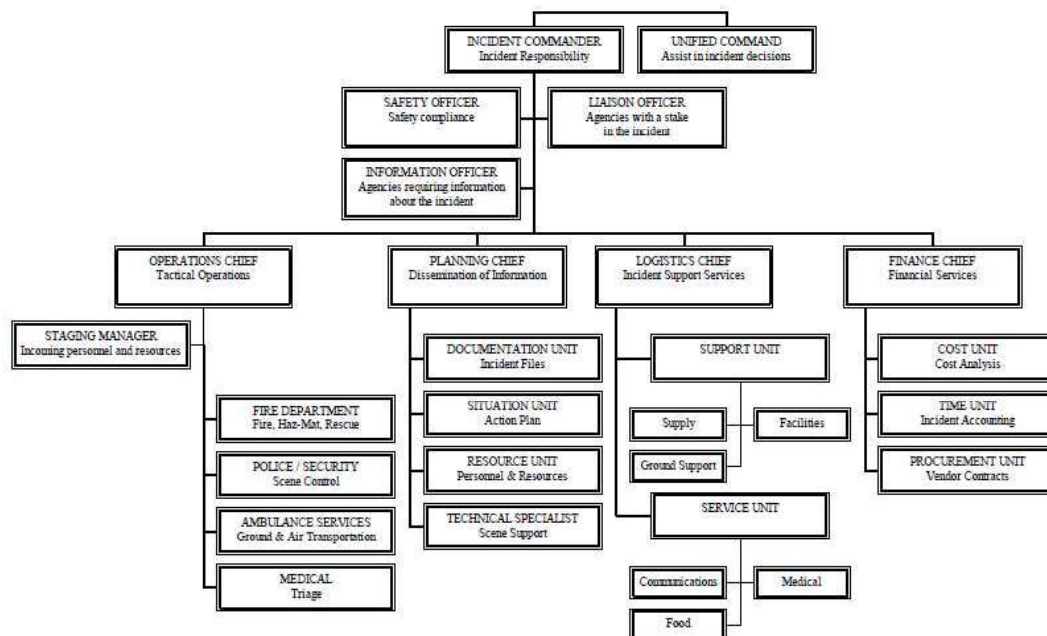 INCIDENT COMMANDER
Incident Responsibility
UNIFIED COMMAND
Assist in incident decisions
SAFETY OFFICER
Safety compliance
LIAISON OFFICER
Agencies with a stake
in the incident
INFORMATION OFFICER
Agencies requiring information
about the incident
OPERATIONS CHIEF
Tactical Operations
PLANNING CHIEF
Dissemination of Information
LOGISTICS CHIEF
Incident Support Services
FINANCE CHIEF
Financial Services
STAGING MANAGER
Incoming personnel and resources
FIRE DEPARTMENT
Fire, Haz-Mat, Rescue
POLICE / SECURITY
Scene Control
AMBULANCE SERVICES
Ground & Air Transportation
MEDICAL
Triage
DOCUMENTATION UNIT
Incident Files
SITUATION UNIT
Action Plan
RESOURCE UNIT
Personnel & Resources
TECHNICAL SPECIALIST
Scene Support
SUPPORT UNIT
Supply
Facilities
Ground Support
SERVICE UNIT
Communications
Medical
Food
COST UNIT
Cost Analysis
TIME UNIT
Incident Accounting
PROCUREMENT UNIT
Vendor Contracts